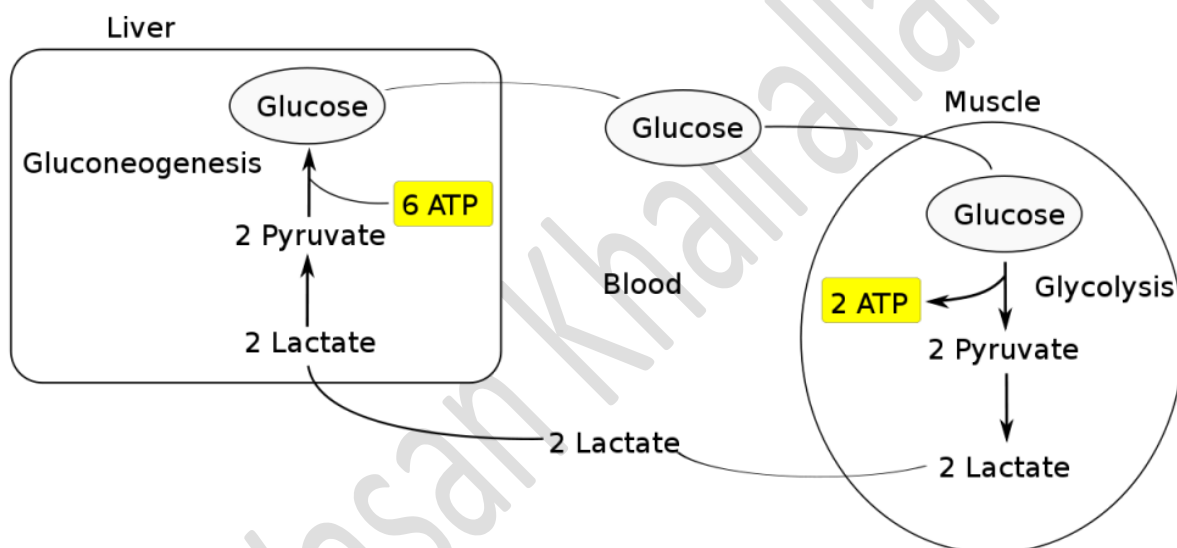 Liver
Glucose
Gluconeogenesis
6 ATP
2 Pyruvate
2 Lactate
Glucose
Blood
2 Lactate
Muscle
Glucose
Glycolysis
2 ATP
2 Pyruvate
2 Lactate